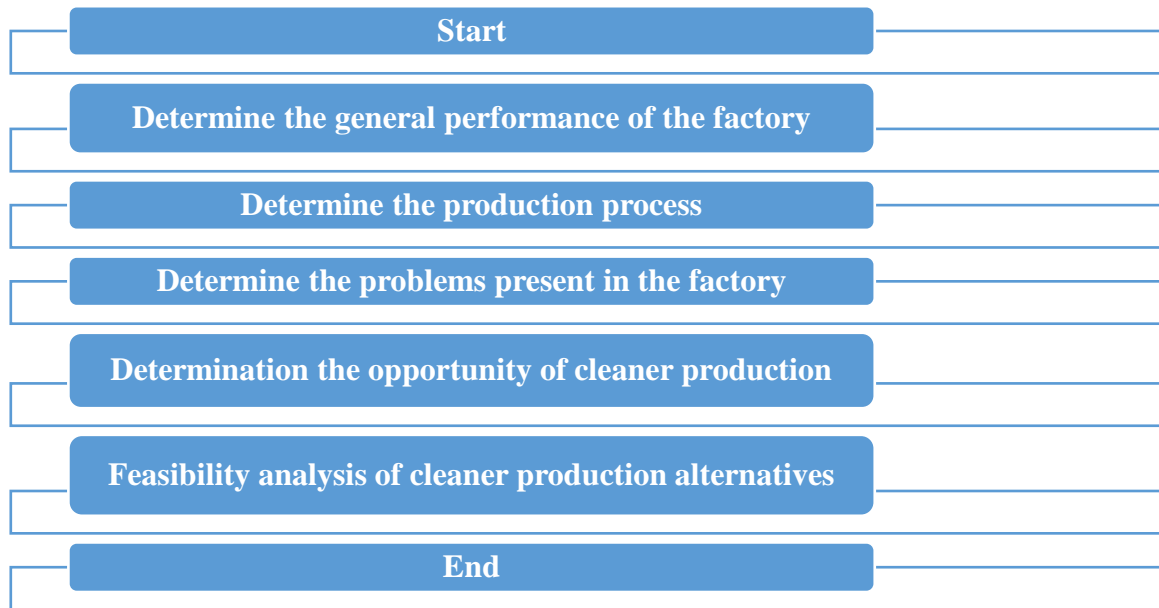 Start
Determine the general performance of the factory
Determine the production process
Determine the problems present in the factory
Determination the opportunity of cleaner production
Feasibility analysis of cleaner production alternatives
End